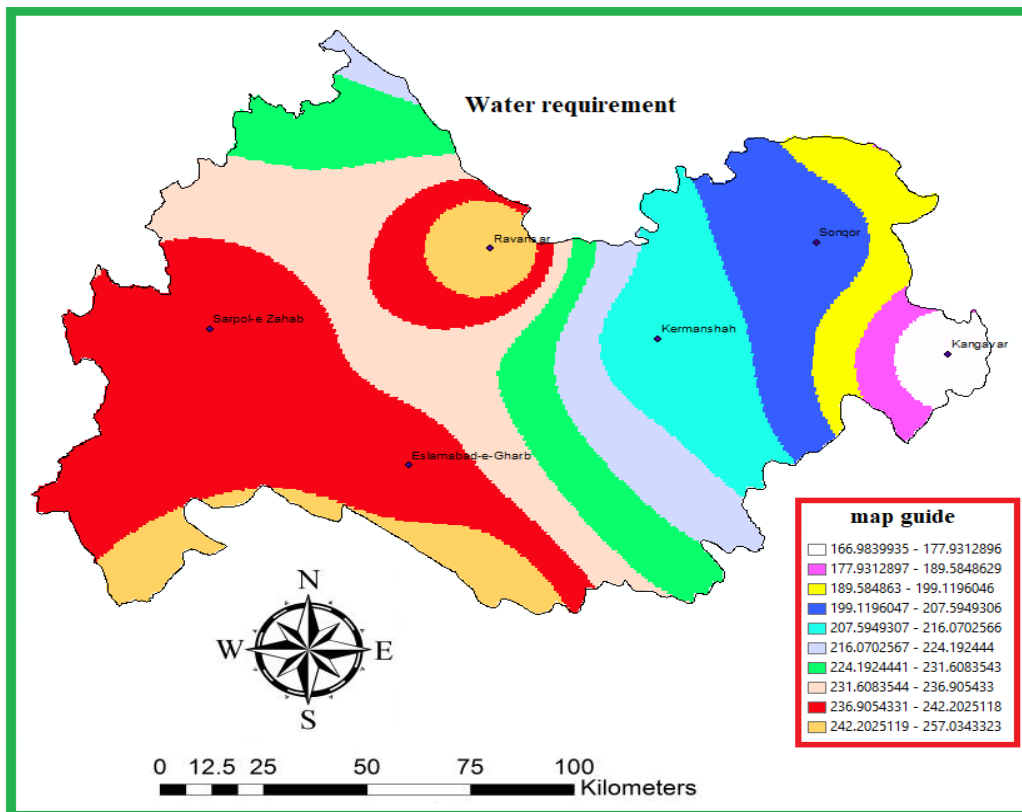 Water requirement
Ravansar
Sonqor
Sarpol-e Zahab
Kermanshah
Kangavar
Eslamabad-e-Gharb
map guide
166.9839935 - 177.9312896
177.9312897 - 189.5848629
189.584863 - 199.1196046
199.1196047 - 207.5949306
207.5949307 - 216.0702566
216.0702567 - 224.192444
224.1924441 - 231.6083543
231.6083544 - 236.905433
236.9054331 - 242.2025118
242.2025119 - 257.0343323
N
W E
S
0 12.5 25 50 75 100
Kilometers